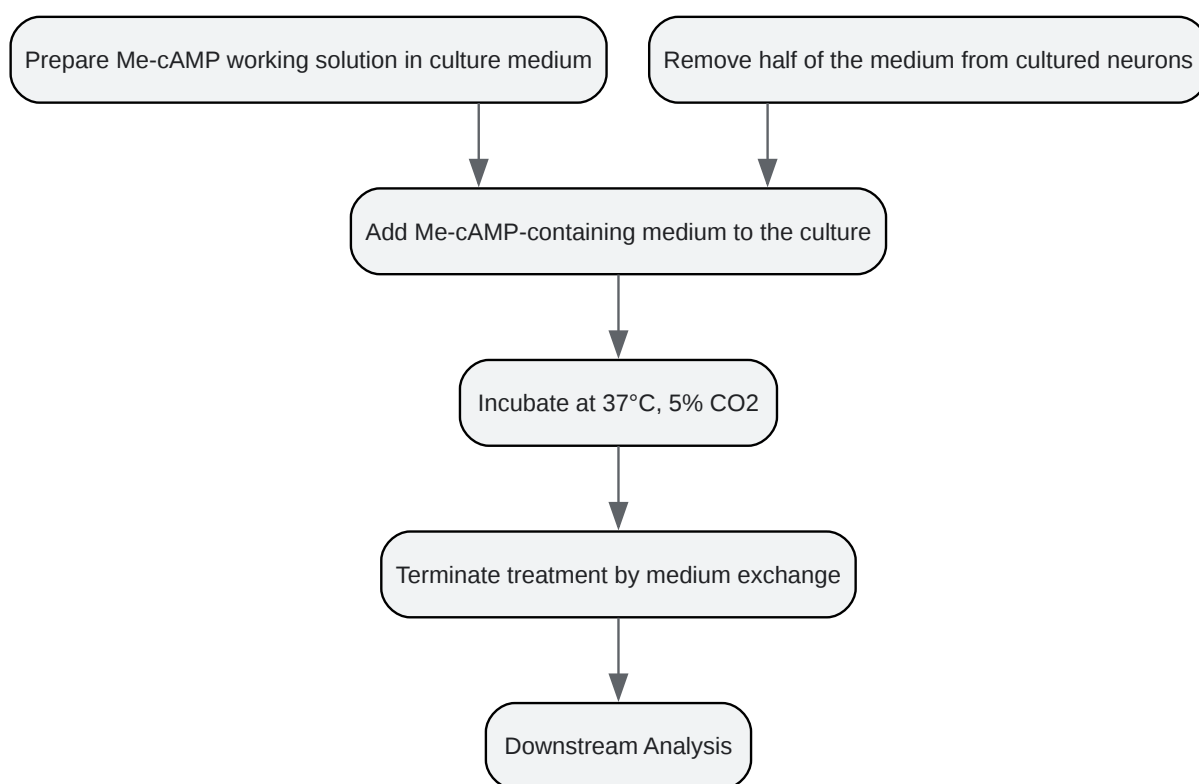 Prepare Me-cAMP working solution in culture medium
Remove half of the medium from cultured neurons
Add Me-cAMP-containing medium to the culture
Incubate at 37°C, 5% CO2
Terminate treatment by medium exchange
Downstream Analysis